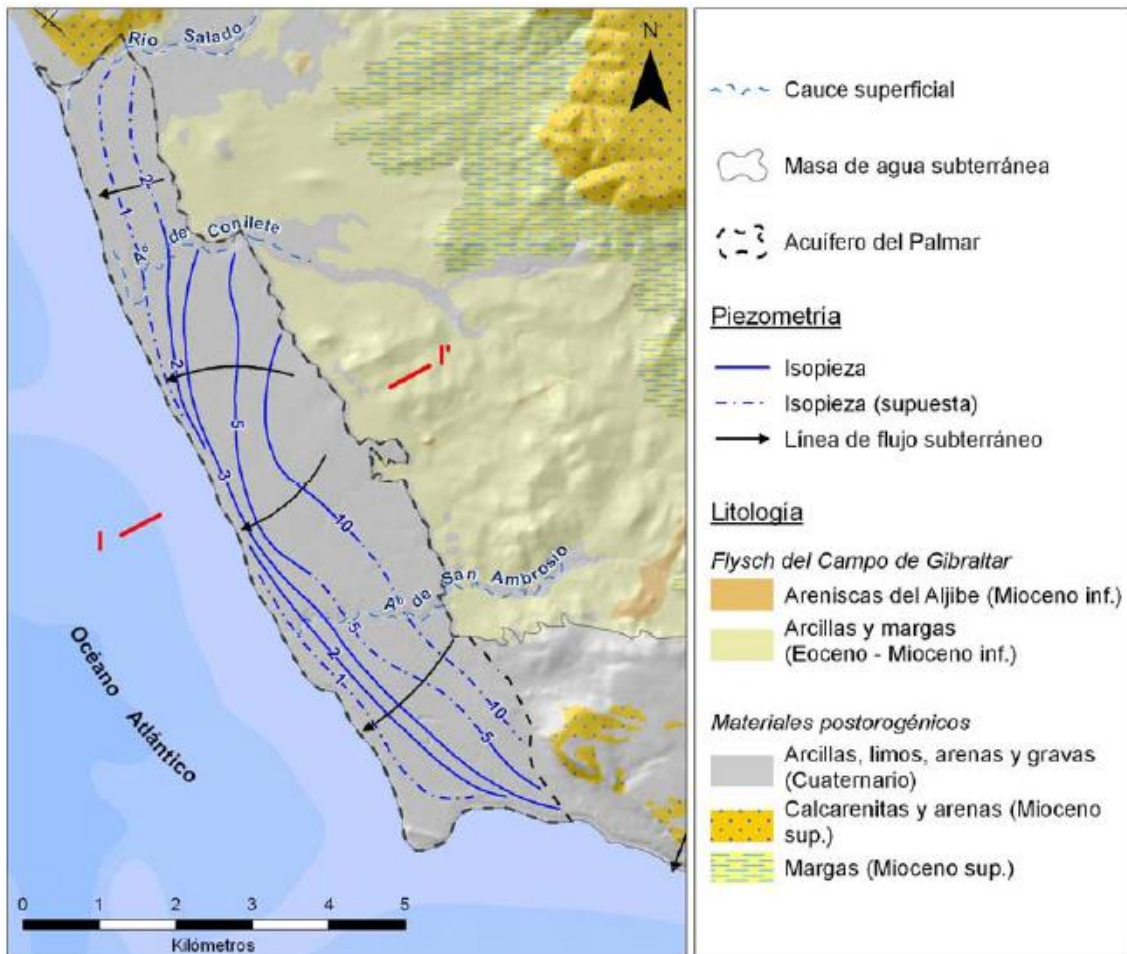 Río Salado
N
2
1
Aº de Conilete
2
5
I'
3
10
I
Aº de San Ambrosio
5
2
1
10
5
Océano Atlántico
0 1 2 3 4 5
Kilómetros
Cauce superficial
Masa de agua subterránea
Acuífero del Palmar
Piezometría
Isopieza
Isopieza (supuesta)
Línea de flujo subterráneo
Litología
Flysch del Campo de Gibraltar
Areniscas del Aljibe (Mioceno inf.)
Arcillas y margas
(Eoceno - Mioceno inf.)
Materiales postorogénicos
Arcillas, limos, arenas y gravas
(Cuaternario)
Calcarenitas y arenas (Mioceno
sup.)
Margas (Mioceno sup.)